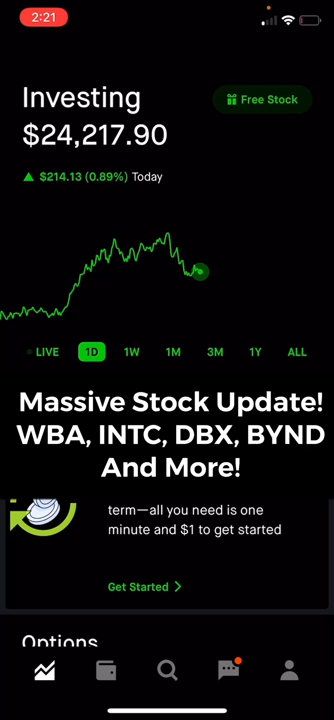 2:21
Investing
Free Stock
$24,217.90
$214.13 (0.89%) Today
LIVE 1D 1W 1M 3M 1Y ALL
Massive Stock Update!
WBA, INTC, DBX, BYND
And More!
term—all you need is one
minute and $1 to get started
Get Started
Options